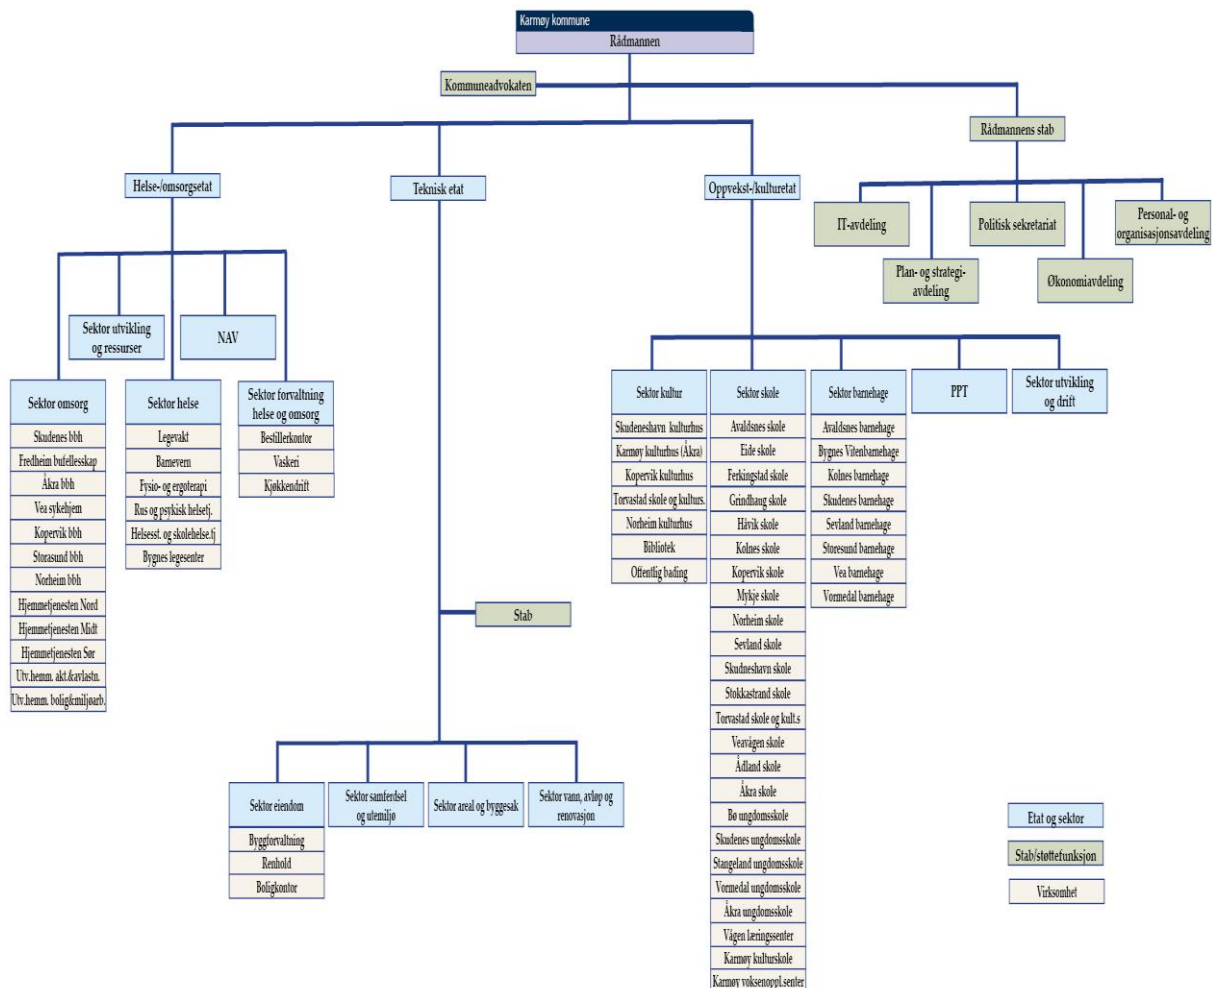 Karmøy kommune
Rådmannen
Kommuneadvokaten
Rådmannens stab
IT-avdeling
Politisk sekretariat
Personal- og
organisasjonsavdeling
Plan- og strategi-
avdeling
Økonomiavdeling
Helse-/omsorgsetat
Teknisk etat
Oppvekst-/kulturetat
Sektor utvikling
og ressurser
NAV
Sektor omsorg
Skudenes bbh
Fredheim bufellesskap
Åkra bbh
Vea sykehjem
Kopervik bbh
Storasund bbh
Norheim bbh
Hjemmetjenesten Nord
Hjemmetjenesten Midt
Hjemmetjenesten Sør
Utv.hemm. akt.&avlastn.
Utv.hemm. bolig&miljøarb.
Sektor helse
Legevakt
Barnevern
Fysio- og ergoterapi
Rus og psykisk helsetj.
Helsesst. og skolehelse.tj
Bygnes legesenter
Sektor forvaltning
helse og omsorg
Bestillerkontor
Vaskeri
Kjøkkendrift
Stab
Sektor eiendom
Byggforvaltning
Renhold
Boligkontor
Sektor samferdsel
og utemiljø
Sektor areal og byggesak
Sektor vann, avløp og
renovasjon
Sektor kultur
Skudeneshavn kulturhus
Karmøy kulturhus (Åkra)
Kopervik kulturhus
Torvastad skole og kulturs.
Norheim kulturhus
Bibliotek
Offentlig bading
Sektor skole
Avaldsnes skole
Eide skole
Ferkingstad skole
Grindhaug skole
Håvik skole
Kolnes skole
Kopervik skole
Mykje skole
Norheim skole
Sevland skole
Skudneshavn skole
Stokkastrand skole
Torvastad skole og kult.s
Veavågen skole
Ådland skole
Åkra skole
Bø ungdomsskole
Skudenes ungdomsskole
Stangeland ungdomsskole
Vormedal ungdomsskole
Åkra ungdomsskole
Vågen læringssenter
Karmøy kulturskole
Karmøy voksenoppl.senter
Sektor barnehage
Avaldsnes barnehage
Bygnes Vitenbarnehage
Kolnes barnehage
Skudenes barnehage
Sevland barnehage
Storesund barnehage
Vea barnehage
Vormedal barnehage
PPT
Sektor utvikling
og drift
Etat og sektor
Stab/støttefunksjon
Virksomhet